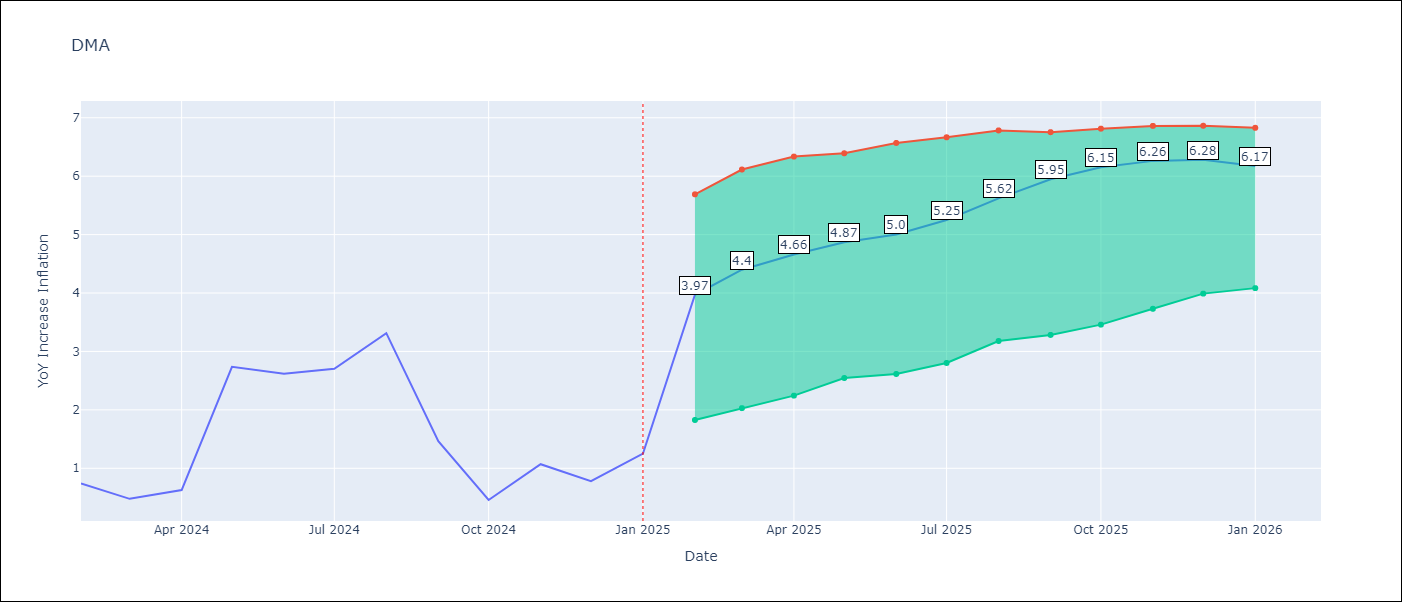 DMA
7
6
5
4
3
2
1
YoY Increase Inflation
3.97
4.4
4.66
4.87
5.0
5.25
5.62
5.95
6.15
6.26
6.28
6.17
Apr 2024
Jul 2024
Oct 2024
Jan 2025
Apr 2025
Jul 2025
Oct 2025
Jan 2026
Date